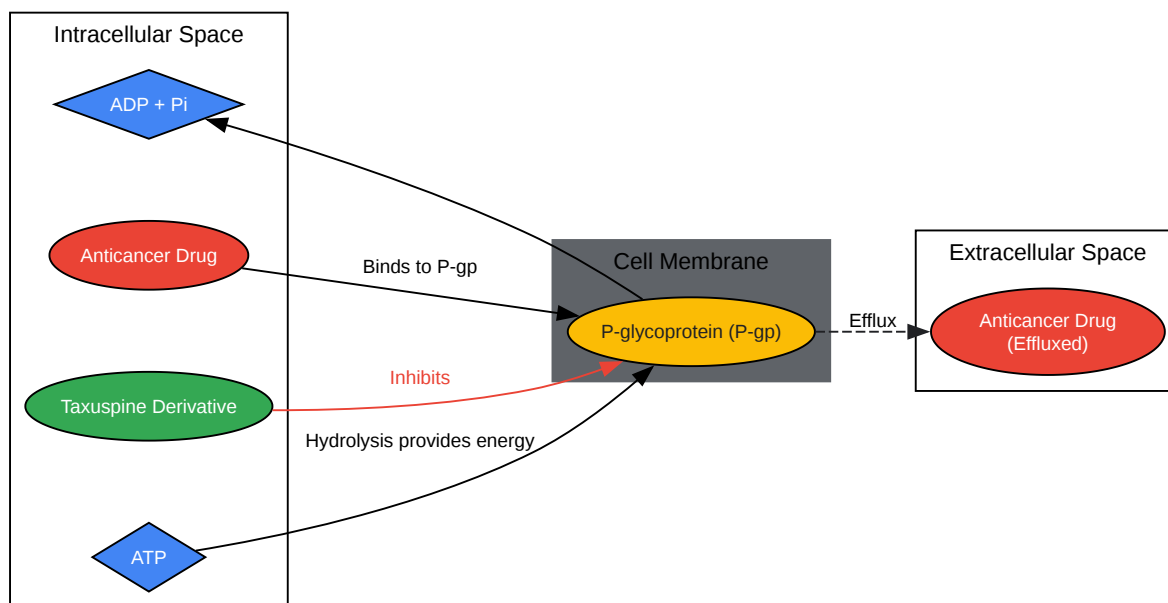 Intracellular Space
ADP + Pi
Anticancer Drug
Taxuspine Derivative
ATP
Binds to P-gp
Inhibits
Hydrolysis provides energy
Cell Membrane
P-glycoprotein (P-gp)
Efflux
Extracellular Space
Anticancer Drug
(Effluxed)